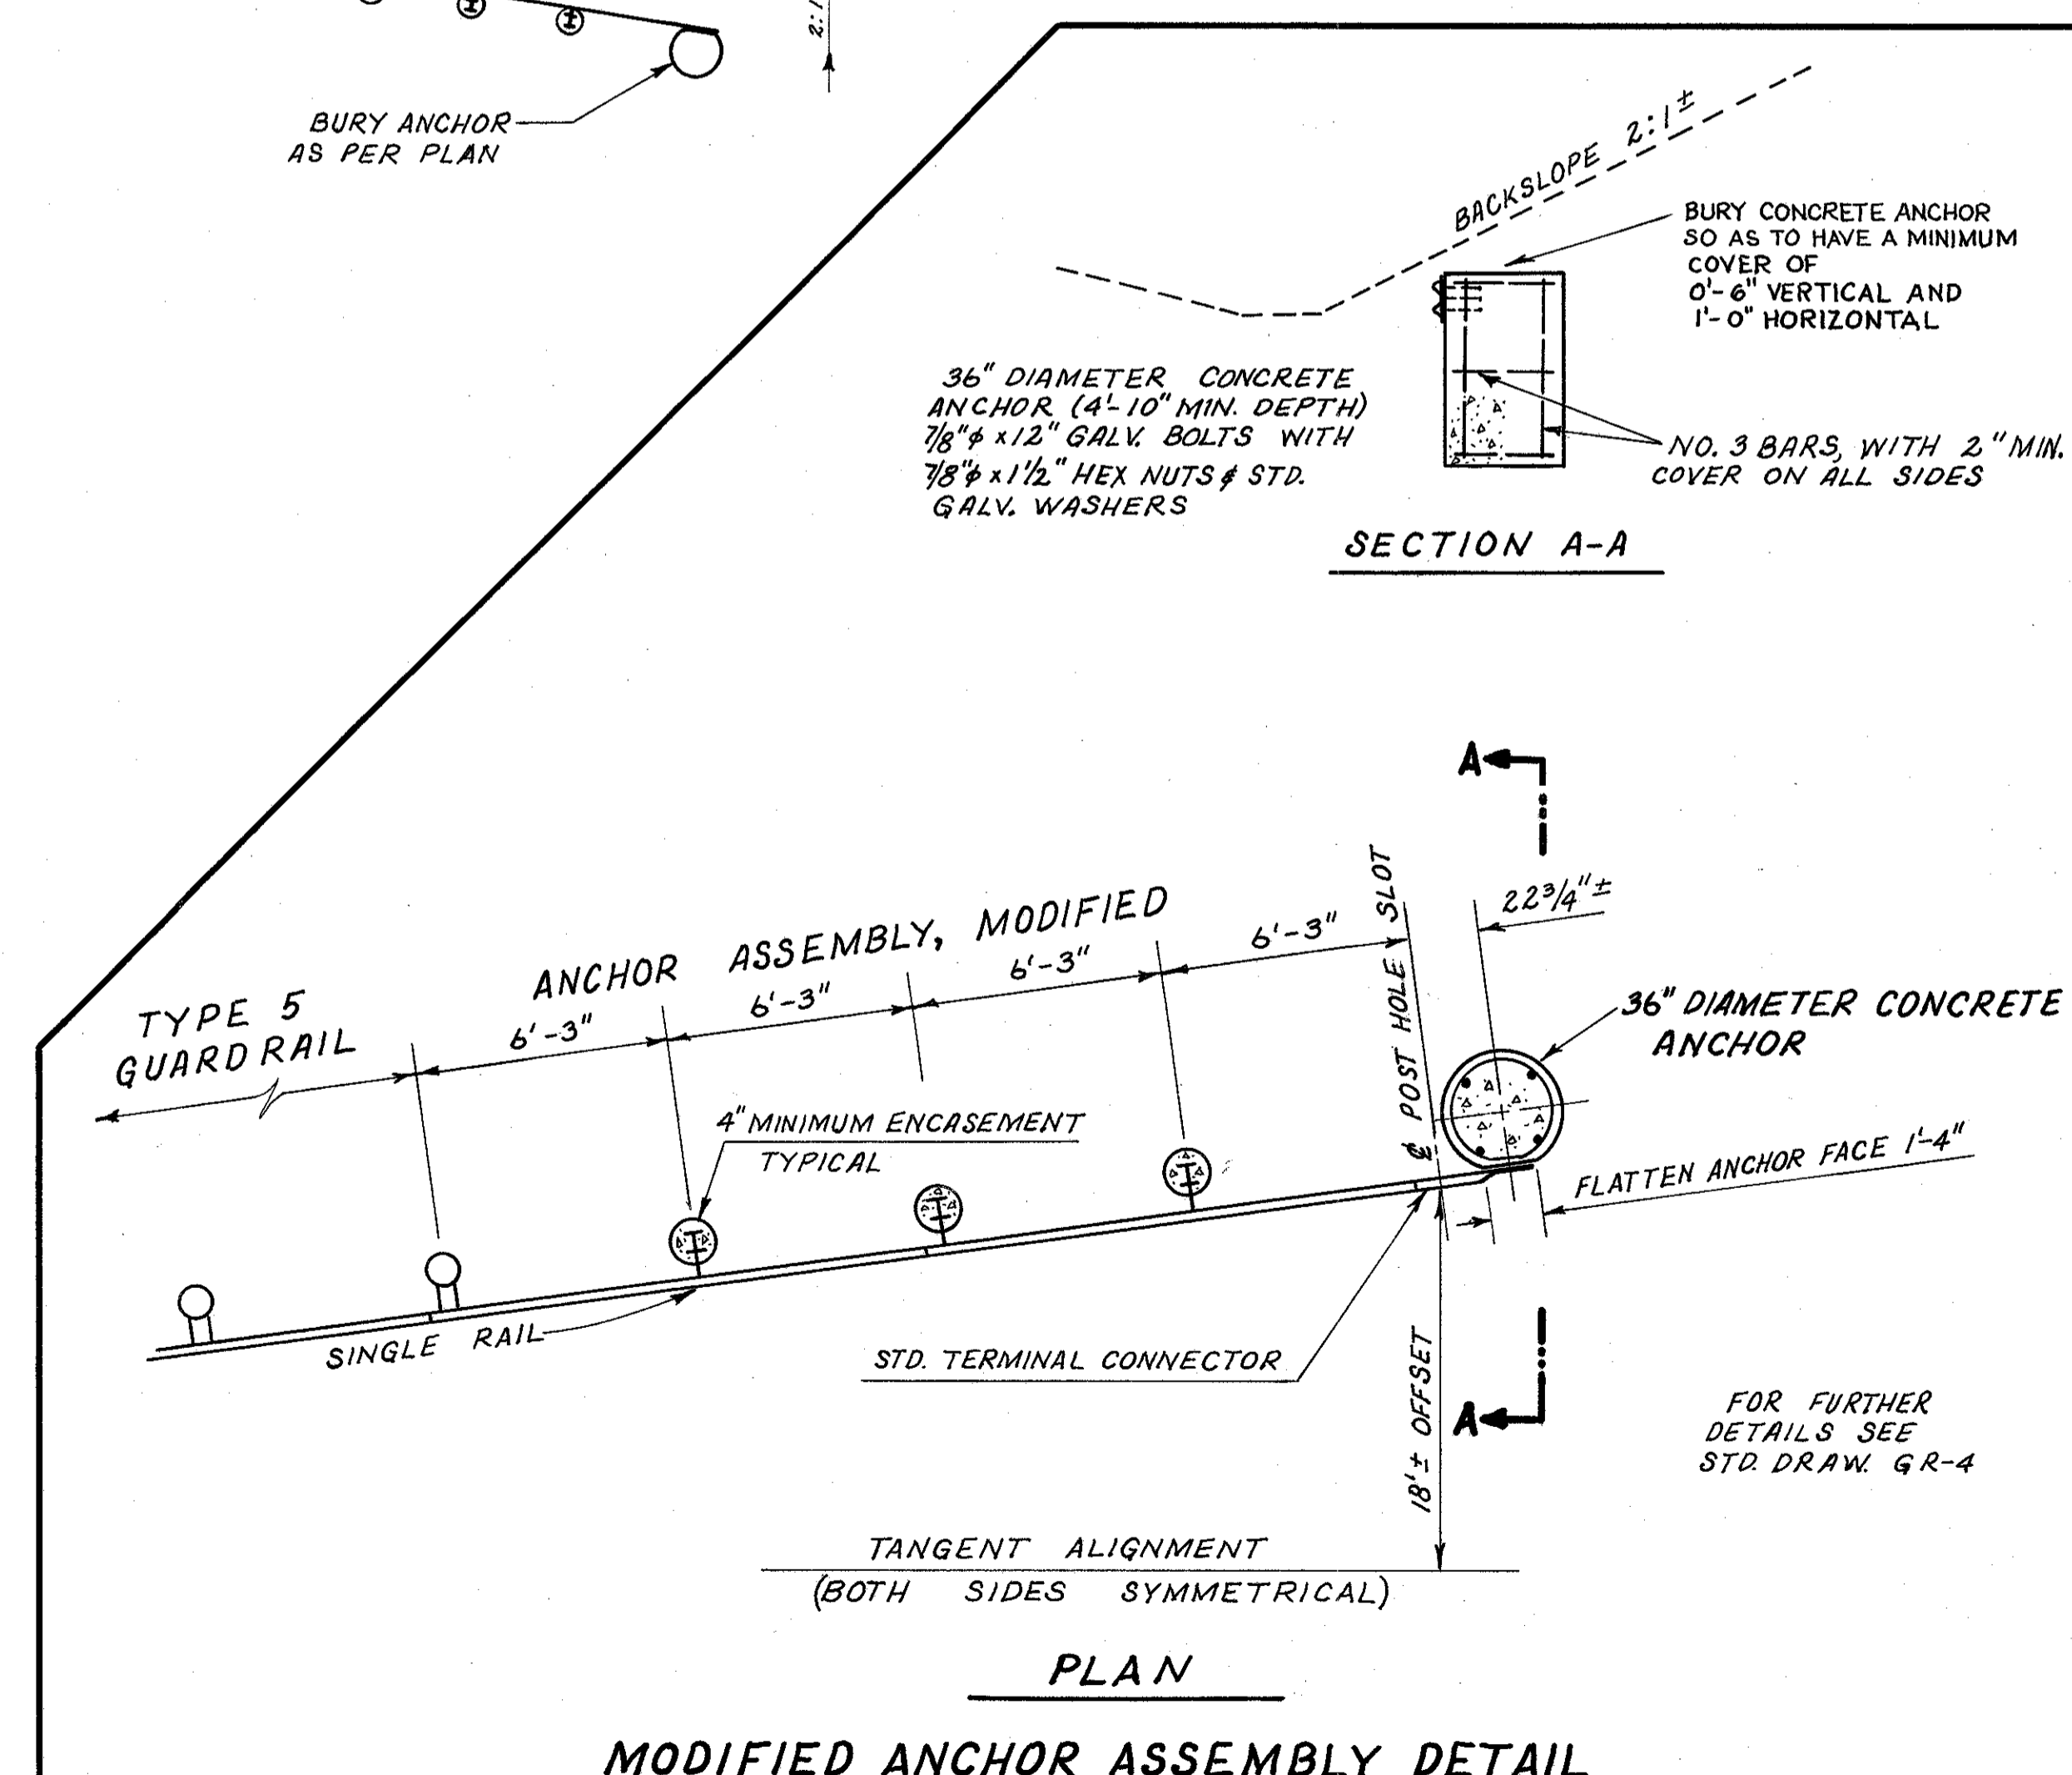 2:1
BURY ANCHOR
AS PER PLAN
BACKSLOPE 2:1±
BURY CONCRETE ANCHOR
SO AS TO HAVE A MINIMUM
COVER OF
0'-6" VERTICAL AND
1'-0" HORIZONTAL
36" DIAMETER CONCRETE
ANCHOR (4'-10" MIN. DEPTH)
7/8"ϕ x 12" GALV. BOLTS WITH
7/8"ϕ x 1 1/2" HEX NUTS & STD.
GALV. WASHERS
NO. 3 BARS, WITH 2" MIN.
COVER ON ALL SIDES
SECTION A-A
A
22 3/4"±
℄ POST HOLE SLOT
ANCHOR ASSEMBLY, MODIFIED
6'-3"
6'-3"
6'-3"
6'-3"
TYPE 5
GUARDRAIL
36" DIAMETER CONCRETE
ANCHOR
4" MINIMUM ENCASEMENT
TYPICAL
FLATTEN ANCHOR FACE 1'-4"
SINGLE RAIL
STD. TERMINAL CONNECTOR
18'± OFFSET
A
FOR FURTHER
DETAILS SEE
STD. DRAW. GR-4
TANGENT ALIGNMENT
(BOTH SIDES SYMMETRICAL)
PLAN
MODIFIED ANCHOR ASSEMBLY DETAIL